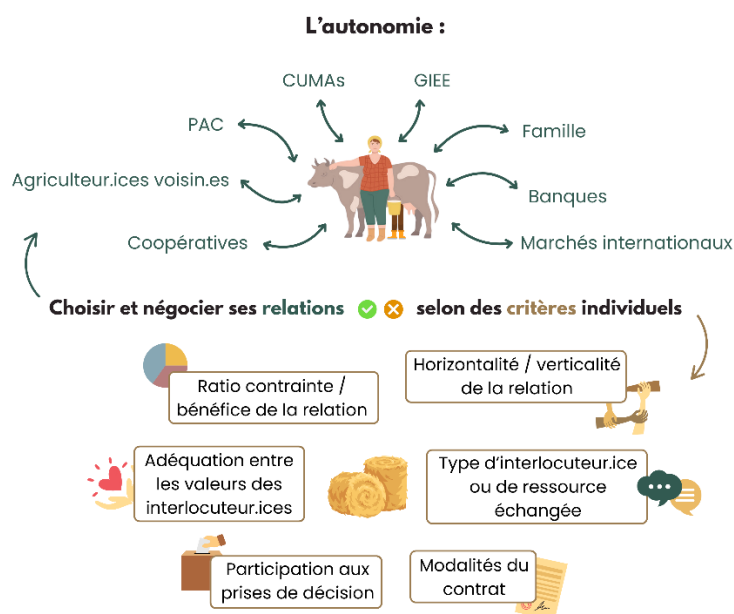 L’autonomie :
CUMAs
GIEE
PAC
Famille
Agriculteur.ices voisin.es
Banques
Coopératives
Marchés internationaux
Choisir et négocier ses relations selon des critères individuels
Ratio contrainte /
bénéfice de la relation
Horizontalité / verticalité
de la relation
Adéquation entre
les valeurs des
interlocuteur.ices
Type d’interlocuteur.ice
ou de ressource
échangée
Participation aux
prises de décision
Modalités du
contrat